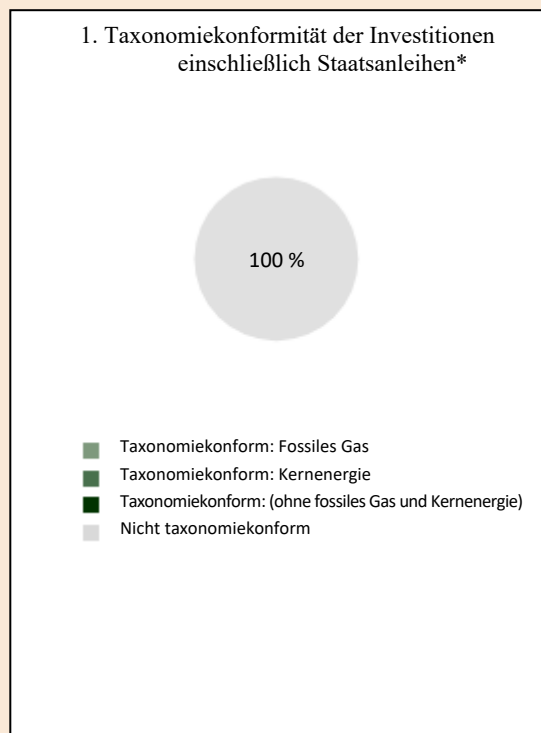 1. Taxonomiekonformität der Investitionen
einschließlich Staatsanleihen*
100 %
Taxonomiekonform: Fossiles Gas
Taxonomiekonform: Kernenergie
Taxonomiekonform: (ohne fossiles Gas und Kernenergie)
Nicht taxonomiekonform